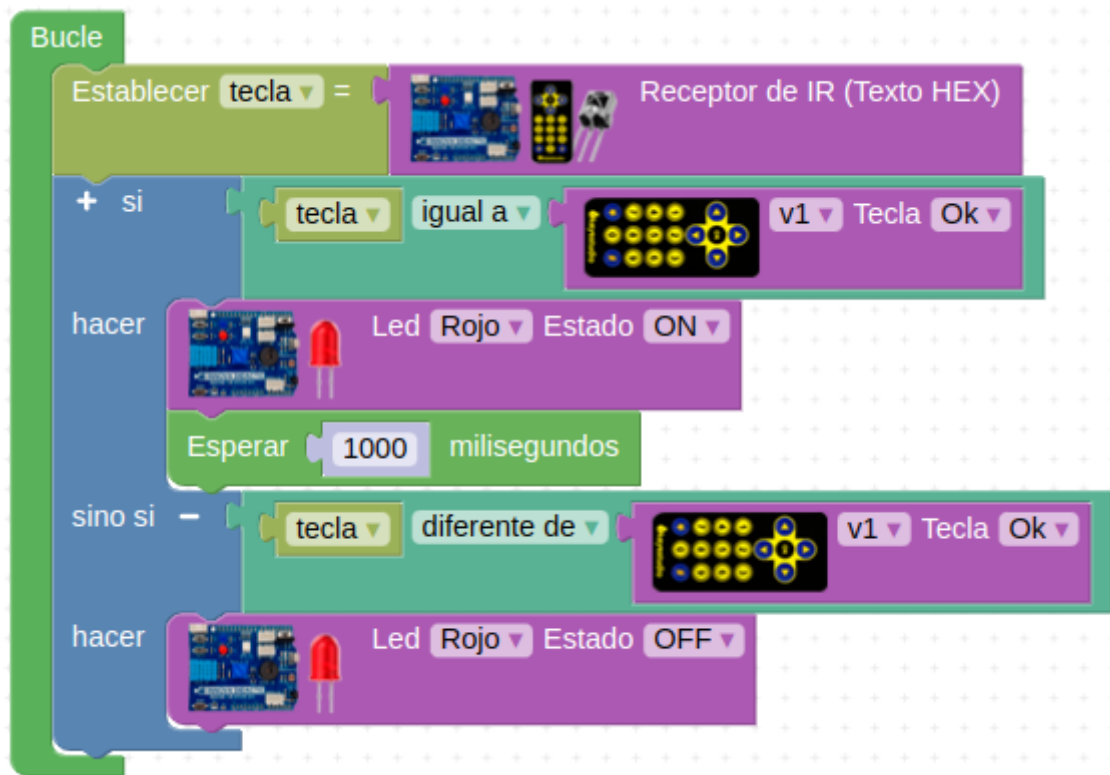 Bucle
Establecer tecla = Receptor de IR (Texto HEX)
+ si tecla igual a v1 Tecla Ok
hacer Led Rojo Estado ON
Esperar 1000 milisegundos
sino si - tecla diferente de v1 Tecla Ok
hacer Led Rojo Estado OFF